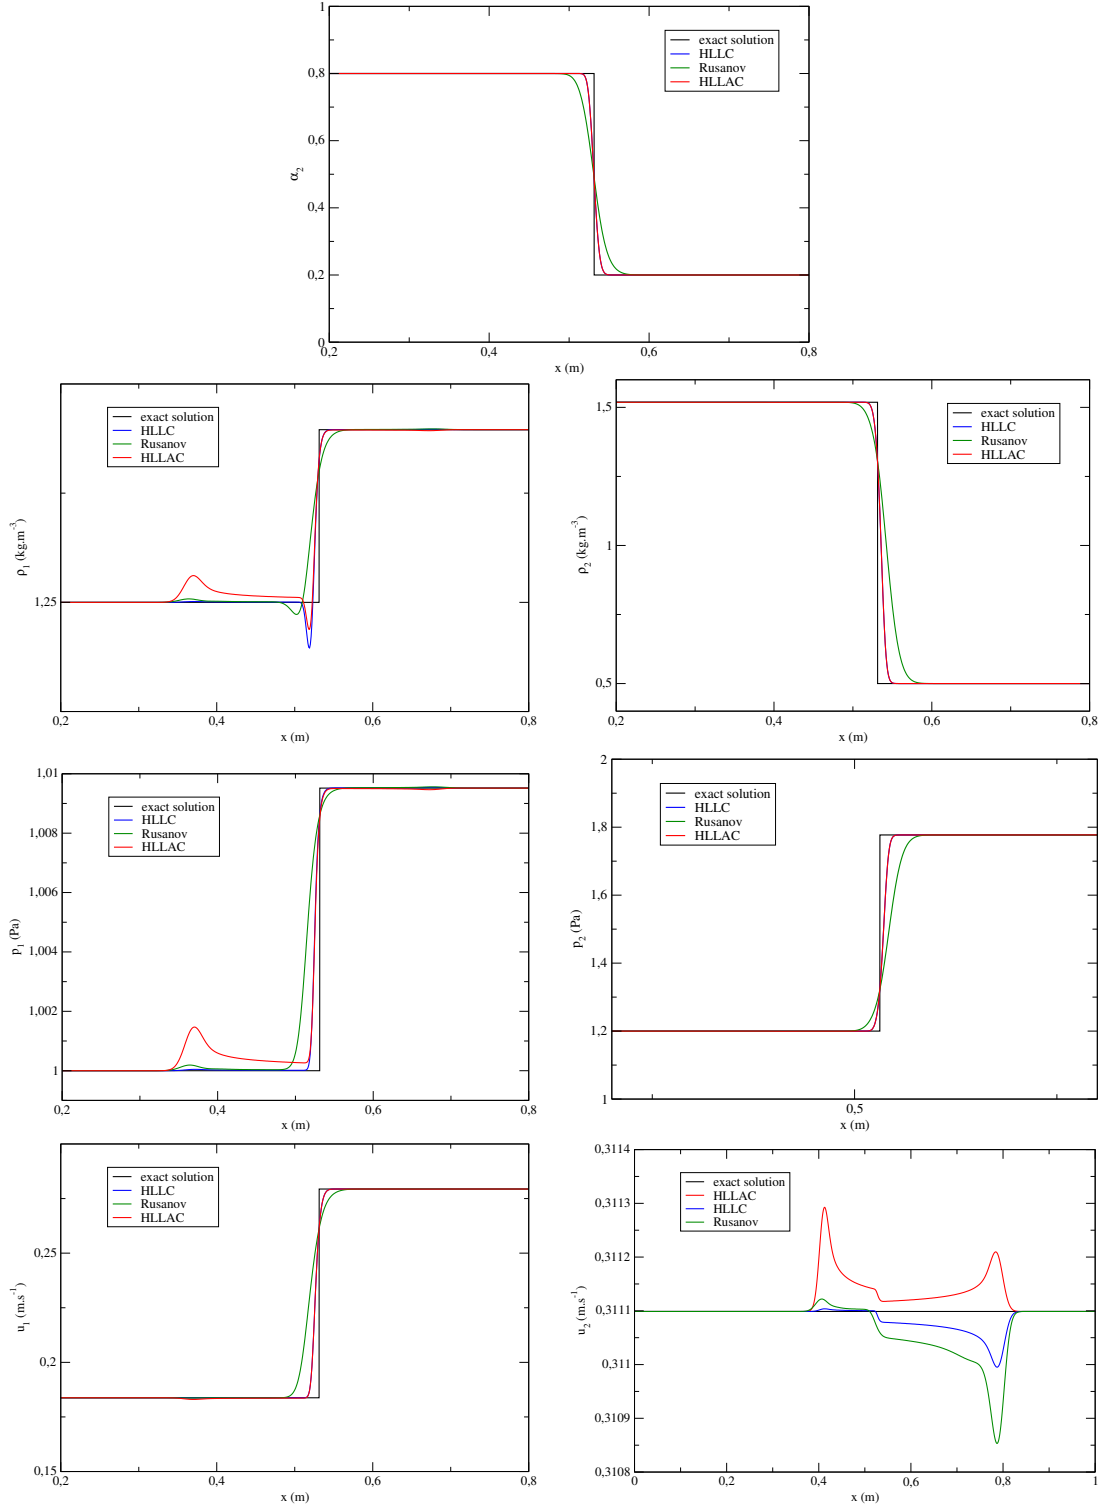 1
0,8
0,6
0,4
0,2
0
α2
exact solution
HLLC
Rusanov
HLLAC
0,2
0,4
0,6
0,8
x (m)
1,25
ρ1 (kg.m-3)
exact solution
HLLC
Rusanov
HLLAC
0,2
0,4
0,6
0,8
x (m)
1,5
1
0,5
ρ2 (kg.m-3)
exact solution
HLLC
Rusanov
HLLAC
0,2
0,4
0,6
0,8
x (m)
1,01
1,008
1,006
1,004
1,002
1
p1 (Pa)
exact solution
HLLC
Rusanov
HLLAC
0,2
0,4
0,6
0,8
x (m)
2
1,8
1,6
1,4
1,2
1
p2 (Pa)
exact solution
HLLC
Rusanov
HLLAC
0,5
x (m)
0,25
0,2
0,15
u1 (m.s-1)
exact solution
HLLC
Rusanov
HLLAC
0,2
0,4
0,6
0,8
x (m)
0,3114
0,3113
0,3112
0,3111
0,311
0,3109
0,3108
u2 (m.s-1)
exact solution
HLLAC
HLLC
Rusanov
0
0,2
0,4
0,6
0,8
1
x (m)